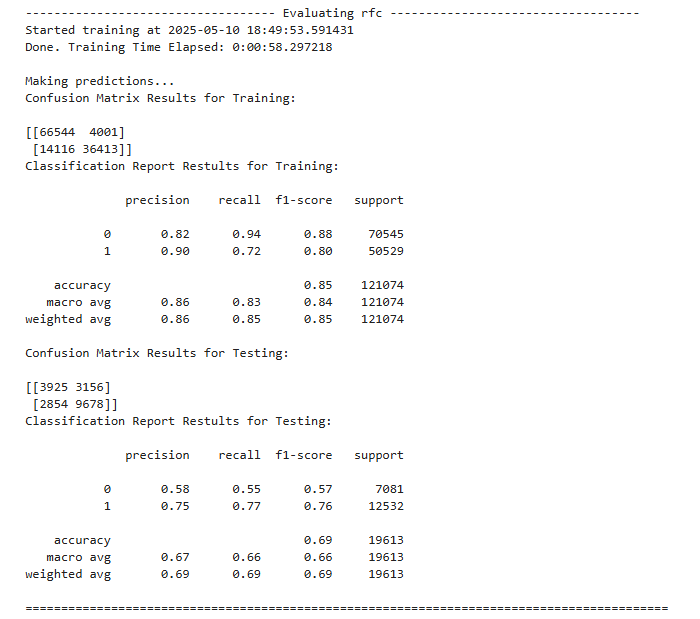 ----------------------------------- Evaluating rfc -----------------------------------
Started training at 2025-05-10 18:49:53.591431
Done. Training Time Elapsed: 0:00:58.297218
Making predictions...
Confusion Matrix Results for Training:
[[66544  4001]
 [14116 36413]]
Classification Report Restults for Training:
              precision    recall  f1-score   support
           0       0.82      0.94      0.88     70545
           1       0.90      0.72      0.80     50529
    accuracy                           0.85    121074
   macro avg       0.86      0.83      0.84    121074
weighted avg       0.86      0.85      0.85    121074
Confusion Matrix Results for Testing:
[[3925 3156]
 [2854 9678]]
Classification Report Restults for Testing:
              precision    recall  f1-score   support
           0       0.58      0.55      0.57      7081
           1       0.75      0.77      0.76     12532
    accuracy                           0.69     19613
   macro avg       0.67      0.66      0.66     19613
weighted avg       0.69      0.69      0.69     19613
==========================================================================================